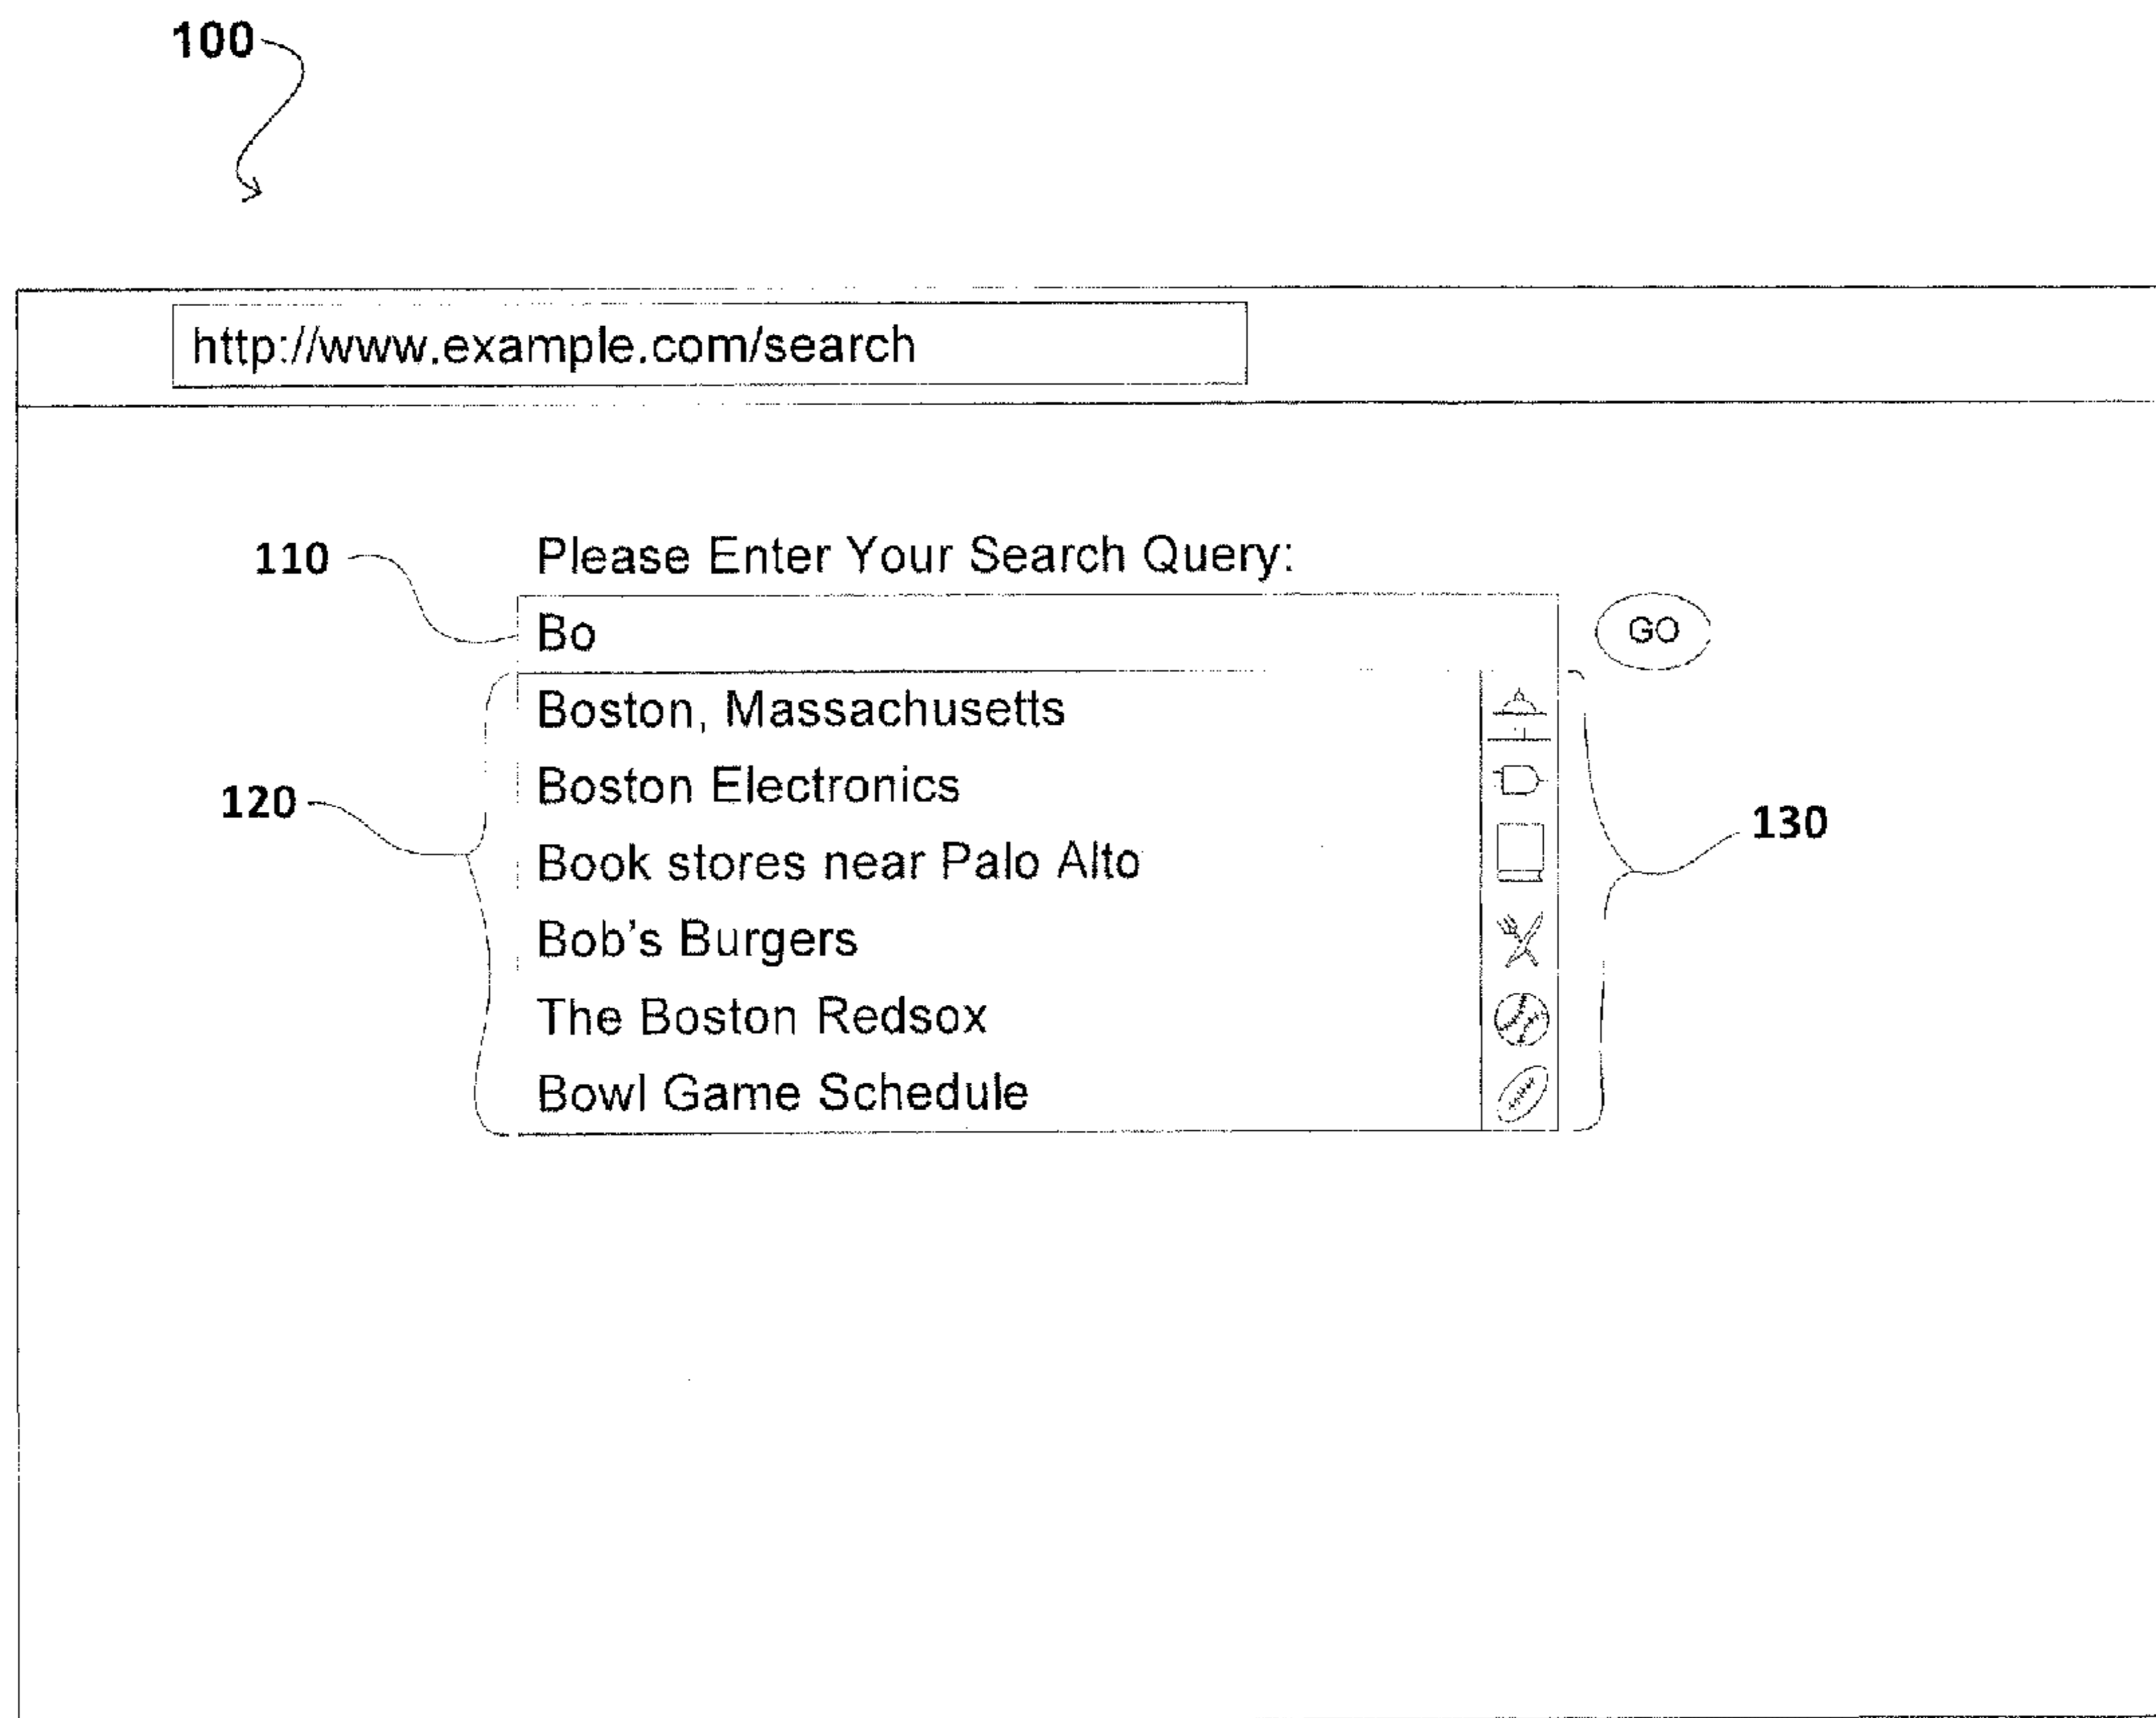 100
http://www.example.com/search
110
Please Enter Your Search Query:
Bo
GO
Boston, Massachusetts
Boston Electronics
120
130
Book stores near Palo Alto
Bob's Burgers
The Boston Redsox
Bowl Game Schedule